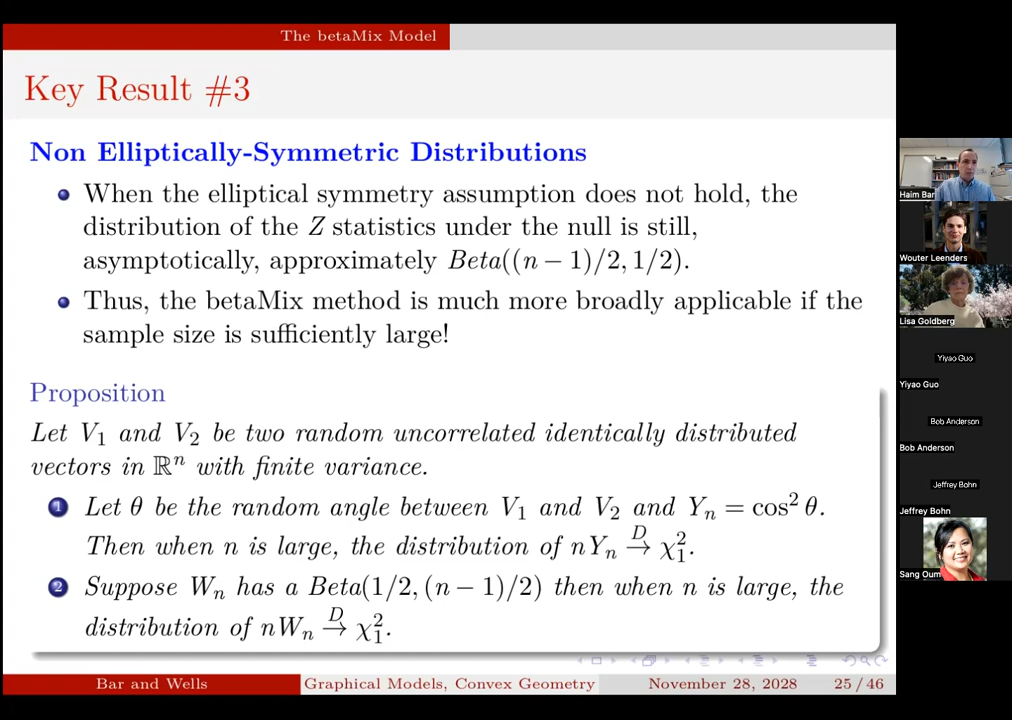 The betaMix Model
Key Result #3
Non Elliptically-Symmetric Distributions
When the elliptical symmetry assumption does not hold, the
distribution of the Z statistics under the null is still,
asymptotically, approximately Beta((n − 1)/2, 1/2).
Thus, the betaMix method is much more broadly applicable if the
sample size is sufficiently large!
Proposition
Let V₁ and V₂ be two random uncorrelated identically distributed
vectors in ℝⁿ with finite variance.
1 Let θ be the random angle between V₁ and V₂ and Yₙ = cos² θ.
Then when n is large, the distribution of nYₙ →ᴰ χ²₁.
2 Suppose Wₙ has a Beta(1/2, (n − 1)/2) then when n is large, the
distribution of nWₙ →ᴰ χ²₁.
Bar and Wells
Graphical Models, Convex Geometry
November 28, 2028
25 / 46
Haim Bar
Wouter Leenders
Lisa Goldberg
Yiyao Guo
Yiyao Guo
Bob Anderson
Bob Anderson
Jeffrey Bohn
Jeffrey Bohn
Sang Oum